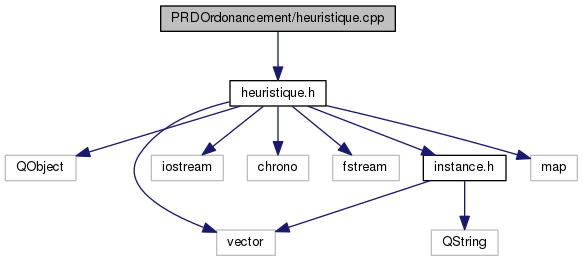 PRDOrdonancement/heuristique.cpp
heuristique.h
QObject
iostream
chrono
fstream
instance.h
map
vector
QString